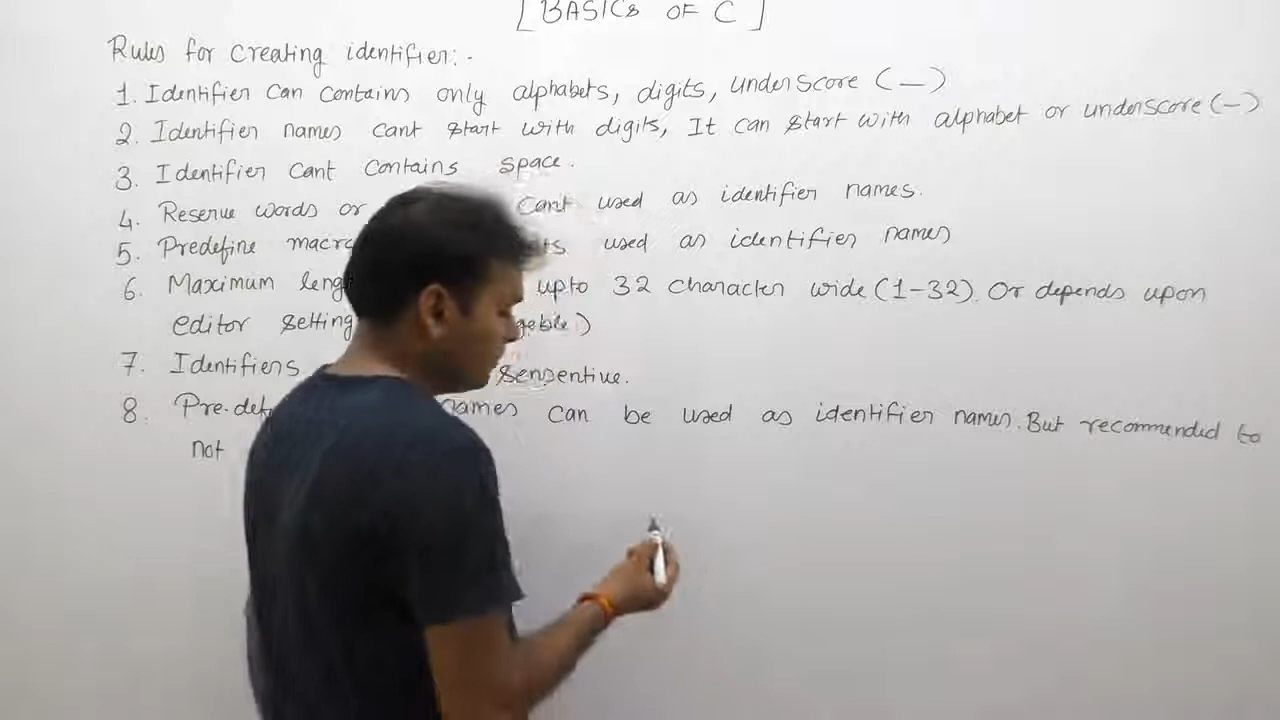 [BASICs OF C]
Rules for creating identifier:-
1. Identifier can contains only alphabets, digits, underscore (_)
2. Identifier names cant start with digits, It can start with alphabet or underscore (-)
3. Identifier cant contains space.
4. Reserve words or cant used as identifier names.
5. Predefine used as identifier names
6. Maximum upto 32 character wide (1-32). Or depends upon
editor setting
7. Identifiers sensentive.
8. names can be used as identifier names. But recommended to
not